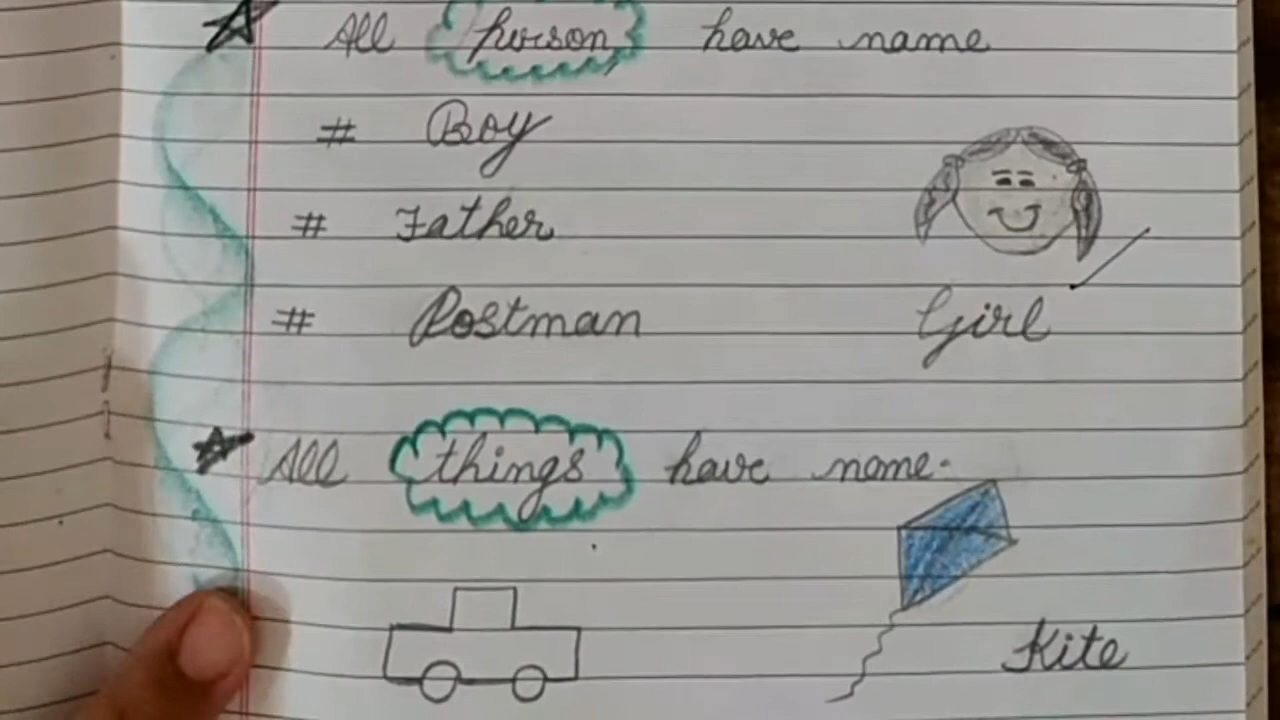 All person have name
# Boy
# Father
# Postman
Girl
All things have name.
Kite